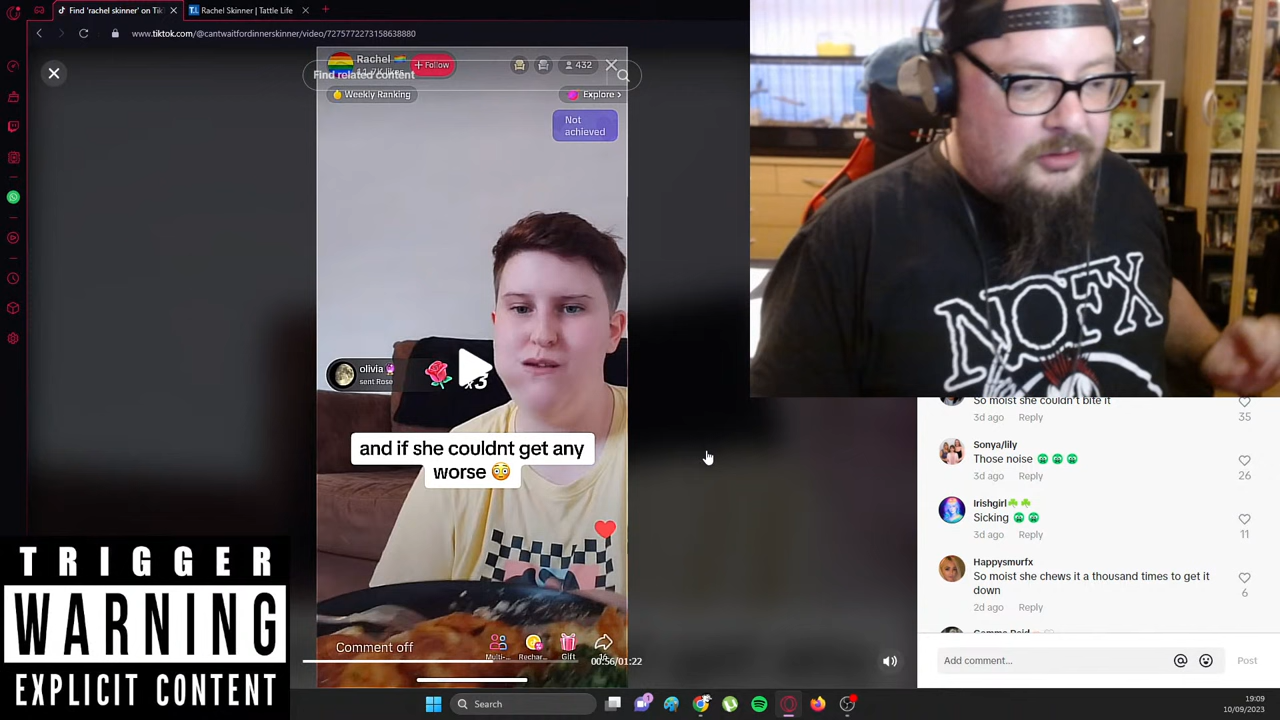 Find 'rachel skinner' on Tik
Rachel Skinner | Tattle Life
www.tiktok.com/@cantwaitfordinnerskinner/video/7275772273158638880
Rachel
+ Follow
432
Find related content
Weekly Ranking
Explore >
Not
achieved
olivia
sent Rose
x3
and if she couldnt get any
worse 😳
Comment off
Multi-...
Rechar...
Gift
00:56/01:22
NOFX
So moist she couldn't bite it
3d ago Reply
35
Sonya/lily
Those noise 🤢🤢🤢
3d ago Reply
26
Irishgirl☘️☘️
Sicking 🤢🤢
3d ago Reply
11
Happysmurfx
So moist she chews it a thousand times to get it
down
2d ago Reply
6
Add comment...
Post
TRIGGER
WARNING
EXPLICIT CONTENT
Search
19:09
10/09/2023